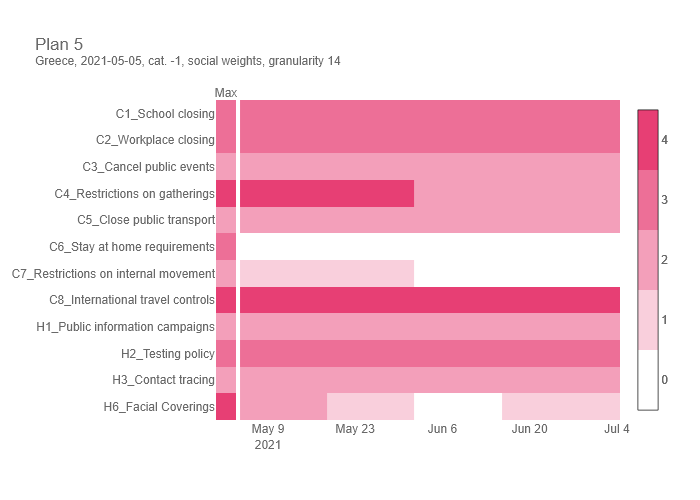 Plan 5
Greece, 2021-05-05, cat. -1, social weights, granularity 14
Max
C1_School closing
C2_Workplace closing
C3_Cancel public events
C4_Restrictions on gatherings
C5_Close public transport
C6_Stay at home requirements
C7_Restrictions on internal movement
C8_International travel controls
H1_Public information campaigns
H2_Testing policy
H3_Contact tracing
H6_Facial Coverings
May 9 May 23 Jun 6 Jun 20 Jul 4
2021
4
3
2
1
0